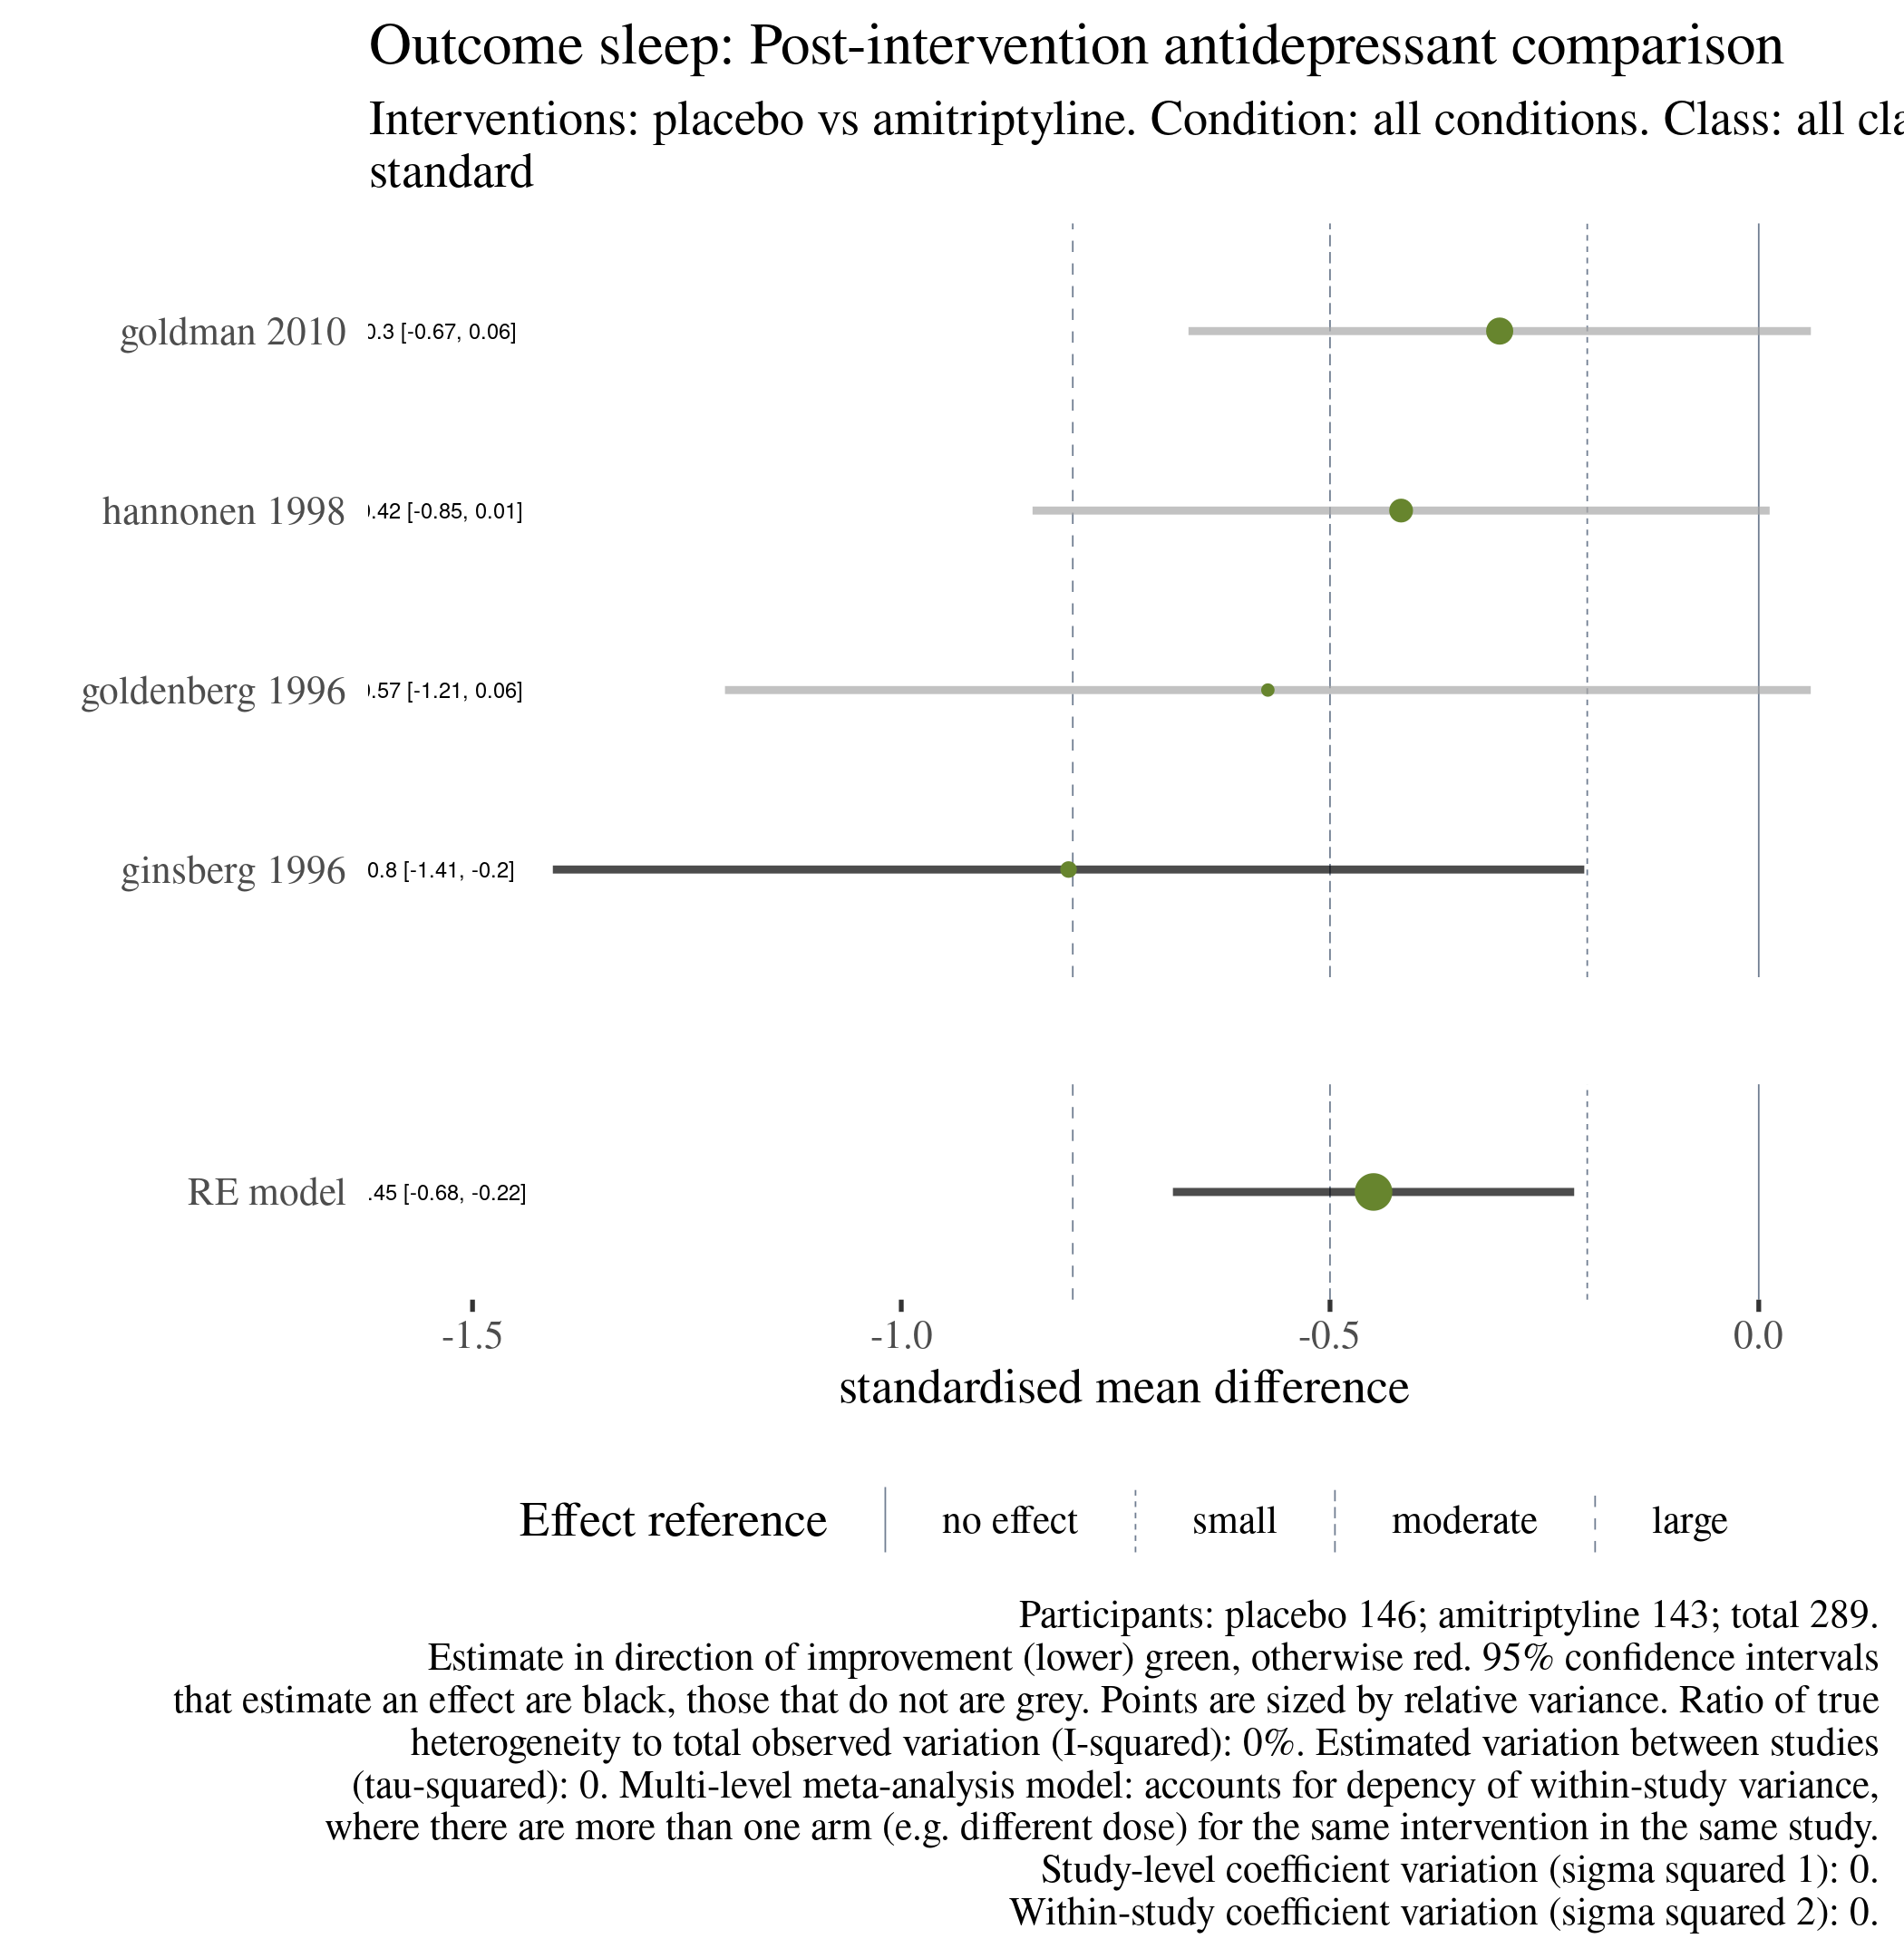 Outcome sleep: Post-intervention antidepressant comparison
Interventions: placebo vs amitriptyline. Condition: all conditions. Class: all cla
standard
goldman 2010 0.3 [-0.67, 0.06]
hannonen 1998 .42 [-0.85, 0.01]
goldenberg 1996 .57 [-1.21, 0.06]
ginsberg 1996 0.8 [-1.41, -0.2]
RE model .45 [-0.68, -0.22]
-1.5 -1.0 -0.5 0.0
standardised mean difference
Effect reference no effect small moderate large
Participants: placebo 146; amitriptyline 143; total 289.
Estimate in direction of improvement (lower) green, otherwise red. 95% confidence intervals
that estimate an effect are black, those that do not are grey. Points are sized by relative variance. Ratio of true
heterogeneity to total observed variation (I-squared): 0%. Estimated variation between studies
(tau-squared): 0. Multi-level meta-analysis model: accounts for depency of within-study variance,
where there are more than one arm (e.g. different dose) for the same intervention in the same study.
Study-level coefficient variation (sigma squared 1): 0.
Within-study coefficient variation (sigma squared 2): 0.